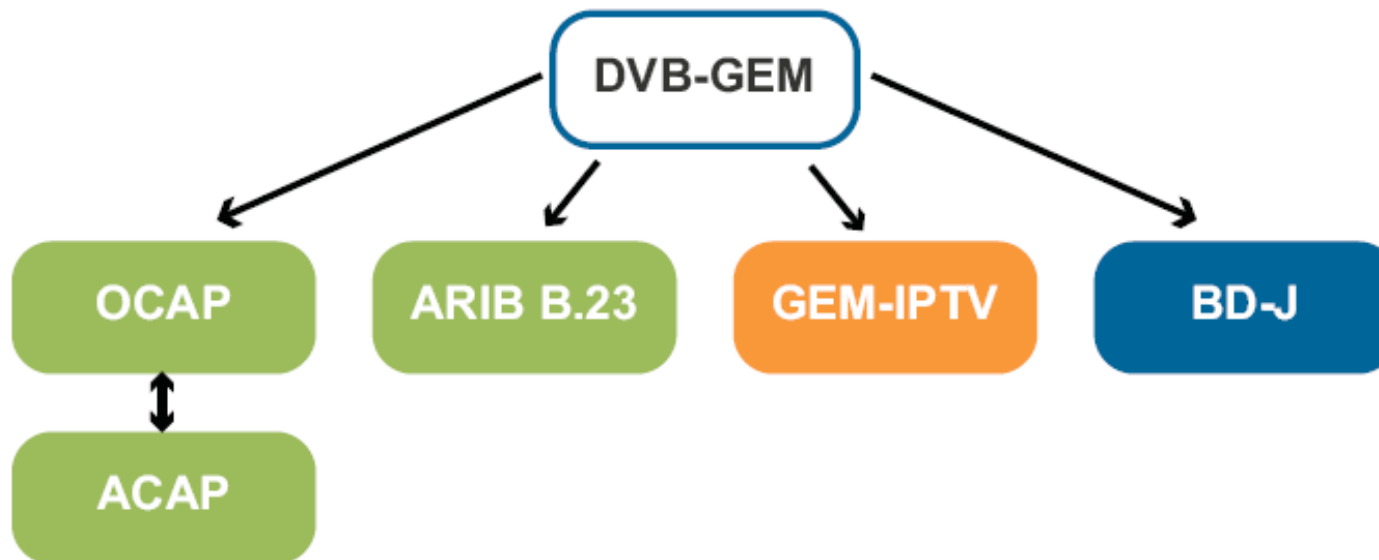 DVB-GEM
OCAP
ARIB B.23
GEM-IPTV
BD-J
ACAP